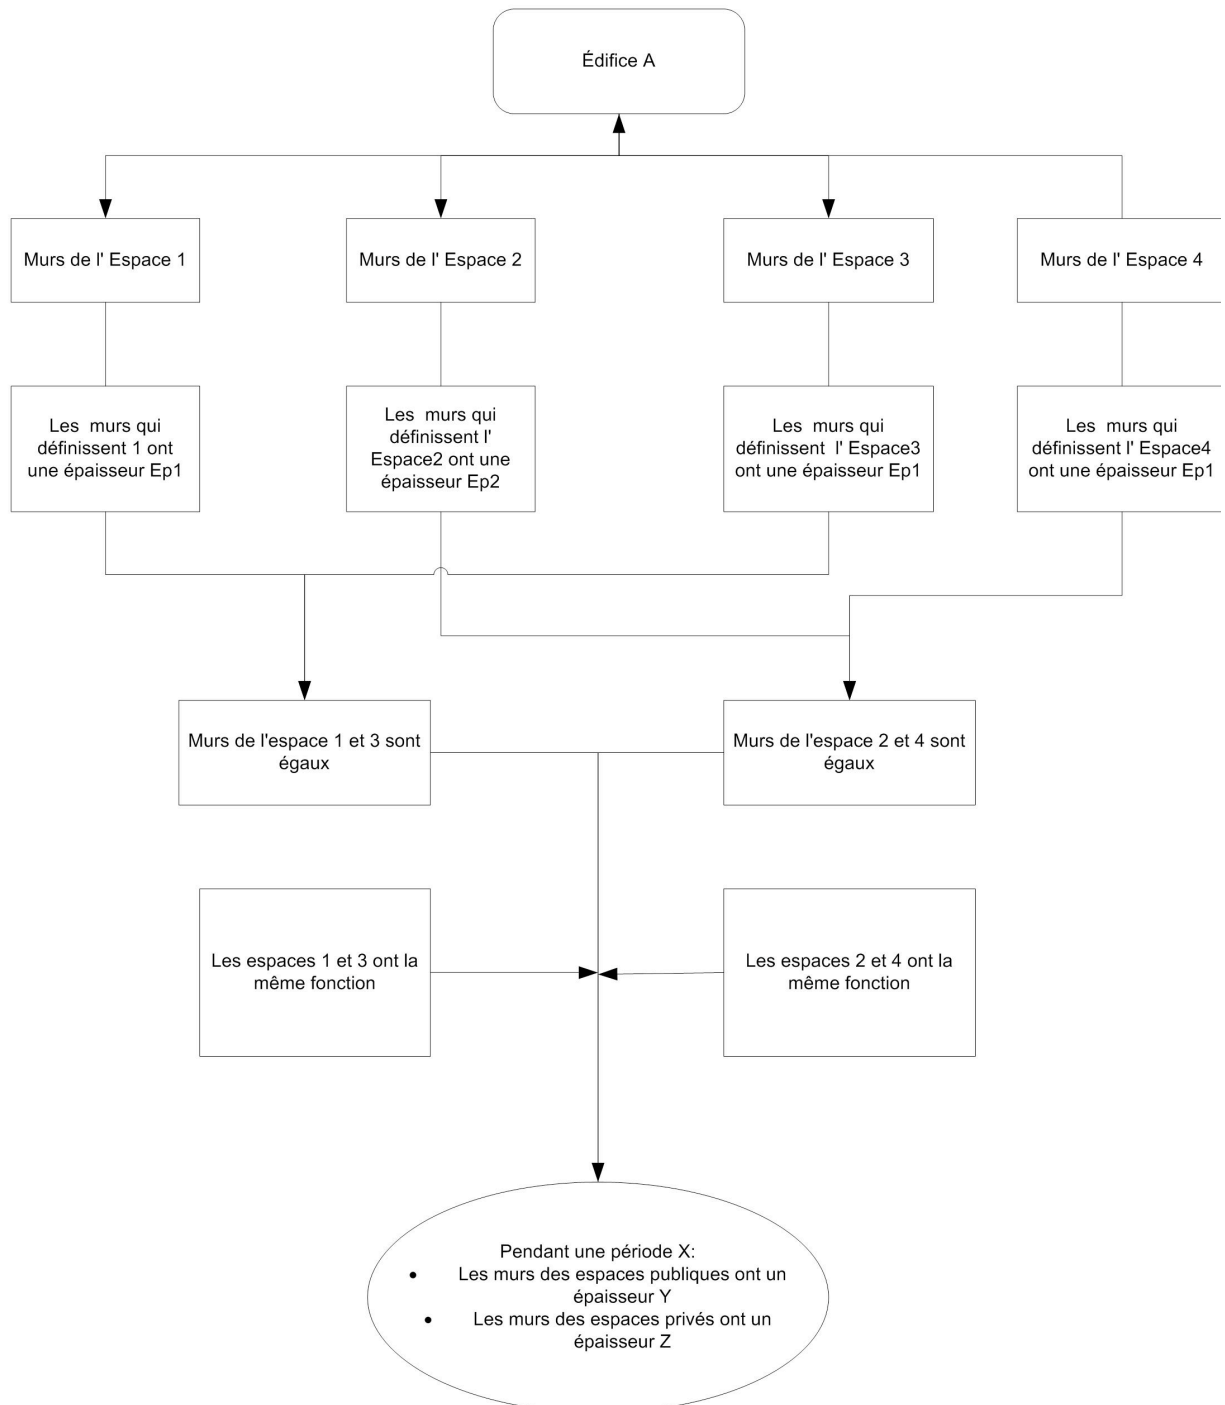 Édifice A
Murs de l' Espace 1
Murs de l' Espace 2
Murs de l' Espace 3
Murs de l' Espace 4
Les  murs qui
définissent 1 ont
une épaisseur Ep1
Les  murs qui
définissent l'
Espace2 ont une
épaisseur Ep2
Les  murs qui
définissent  l' Espace3
ont une épaisseur Ep1
Les  murs qui
définissent l' Espace4
ont une épaisseur Ep1
Murs de l'espace 1 et 3 sont
égaux
Murs de l'espace 2 et 4 sont
égaux
Les espaces 1 et 3 ont la
même fonction
Les espaces 2 et 4 ont la
même fonction
Pendant une période X:
• Les murs des espaces publiques ont un
épaisseur Y
• Les murs des espaces privés ont un
épaisseur Z